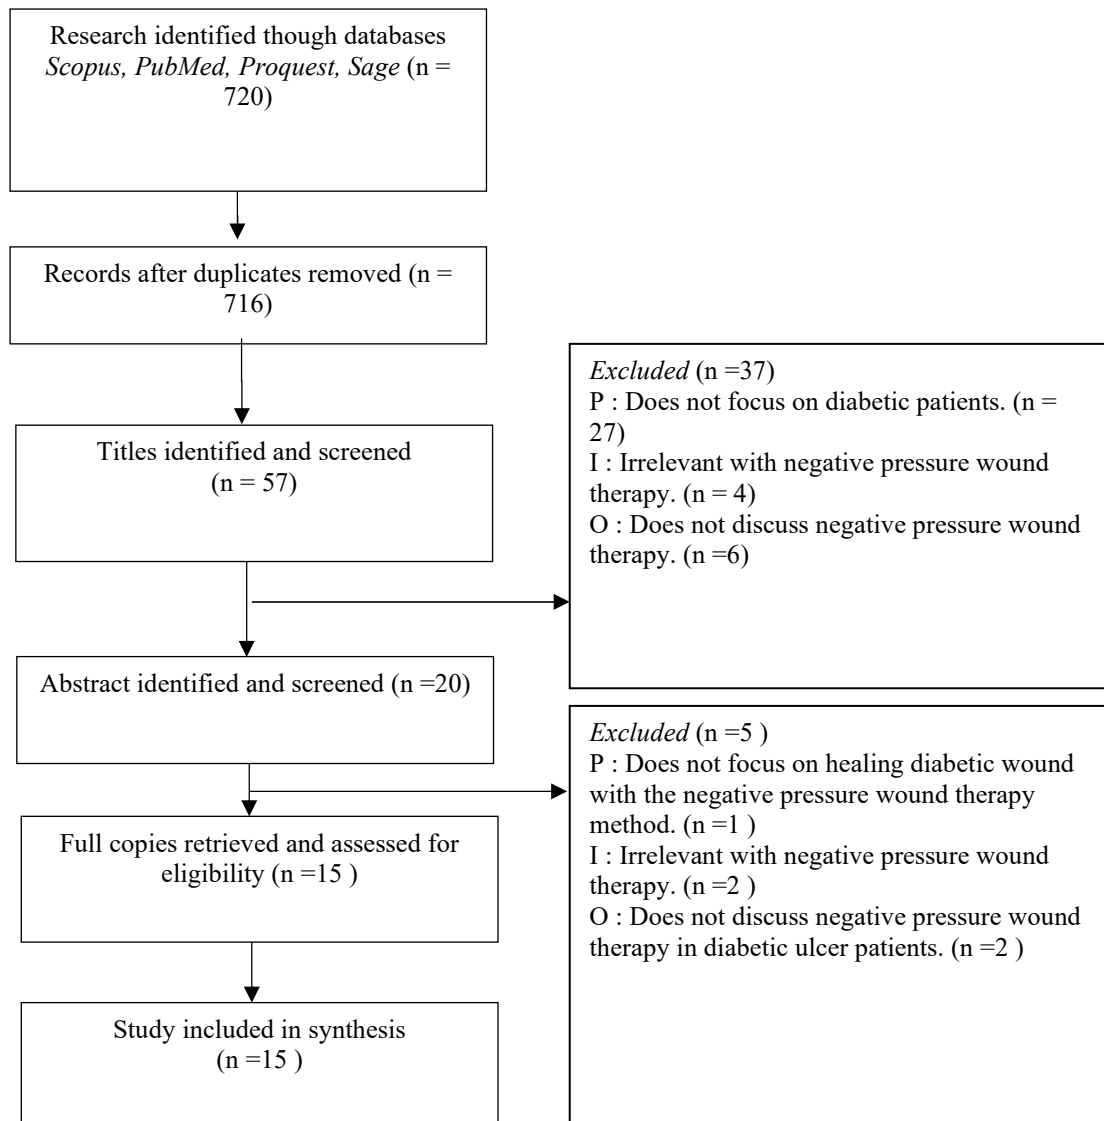 Research identified though databases
Scopus, PubMed, Proquest, Sage (n =
720)
Records after duplicates removed (n =
716)
Titles identified and screened
(n = 57)
Excluded (n =37)
P : Does not focus on diabetic patients. (n =
27)
I : Irrelevant with negative pressure wound
therapy. (n = 4)
O : Does not discuss negative pressure wound
therapy. (n =6)
Abstract identified and screened (n =20)
Excluded (n =5 )
P : Does not focus on healing diabetic wound
with the negative pressure wound therapy
method. (n =1 )
I : Irrelevant with negative pressure wound
therapy. (n =2 )
O : Does not discuss negative pressure wound
therapy in diabetic ulcer patients. (n =2 )
Full copies retrieved and assessed for
eligibility (n =15 )
Study included in synthesis
(n =15 )